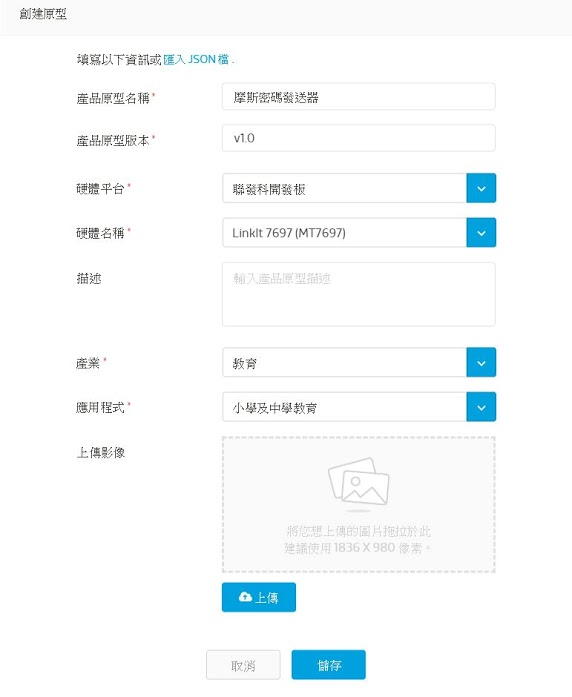 創建原型
填寫以下資訊或 匯入 JSON 檔 .
產品原型名稱 *
摩斯密碼發送器
產品原型版本 *
v1.0
硬體平台 *
聯發科開發板
硬體名稱 *
LinkIt 7697 (MT7697)
描述
輸入產品原型描述
產業 *
教育
應用程式 *
小學及中學教育
上傳影像
將您想上傳的圖片拖拉於此
建議使用 1836 X 980 像素。
上傳
取消
儲存